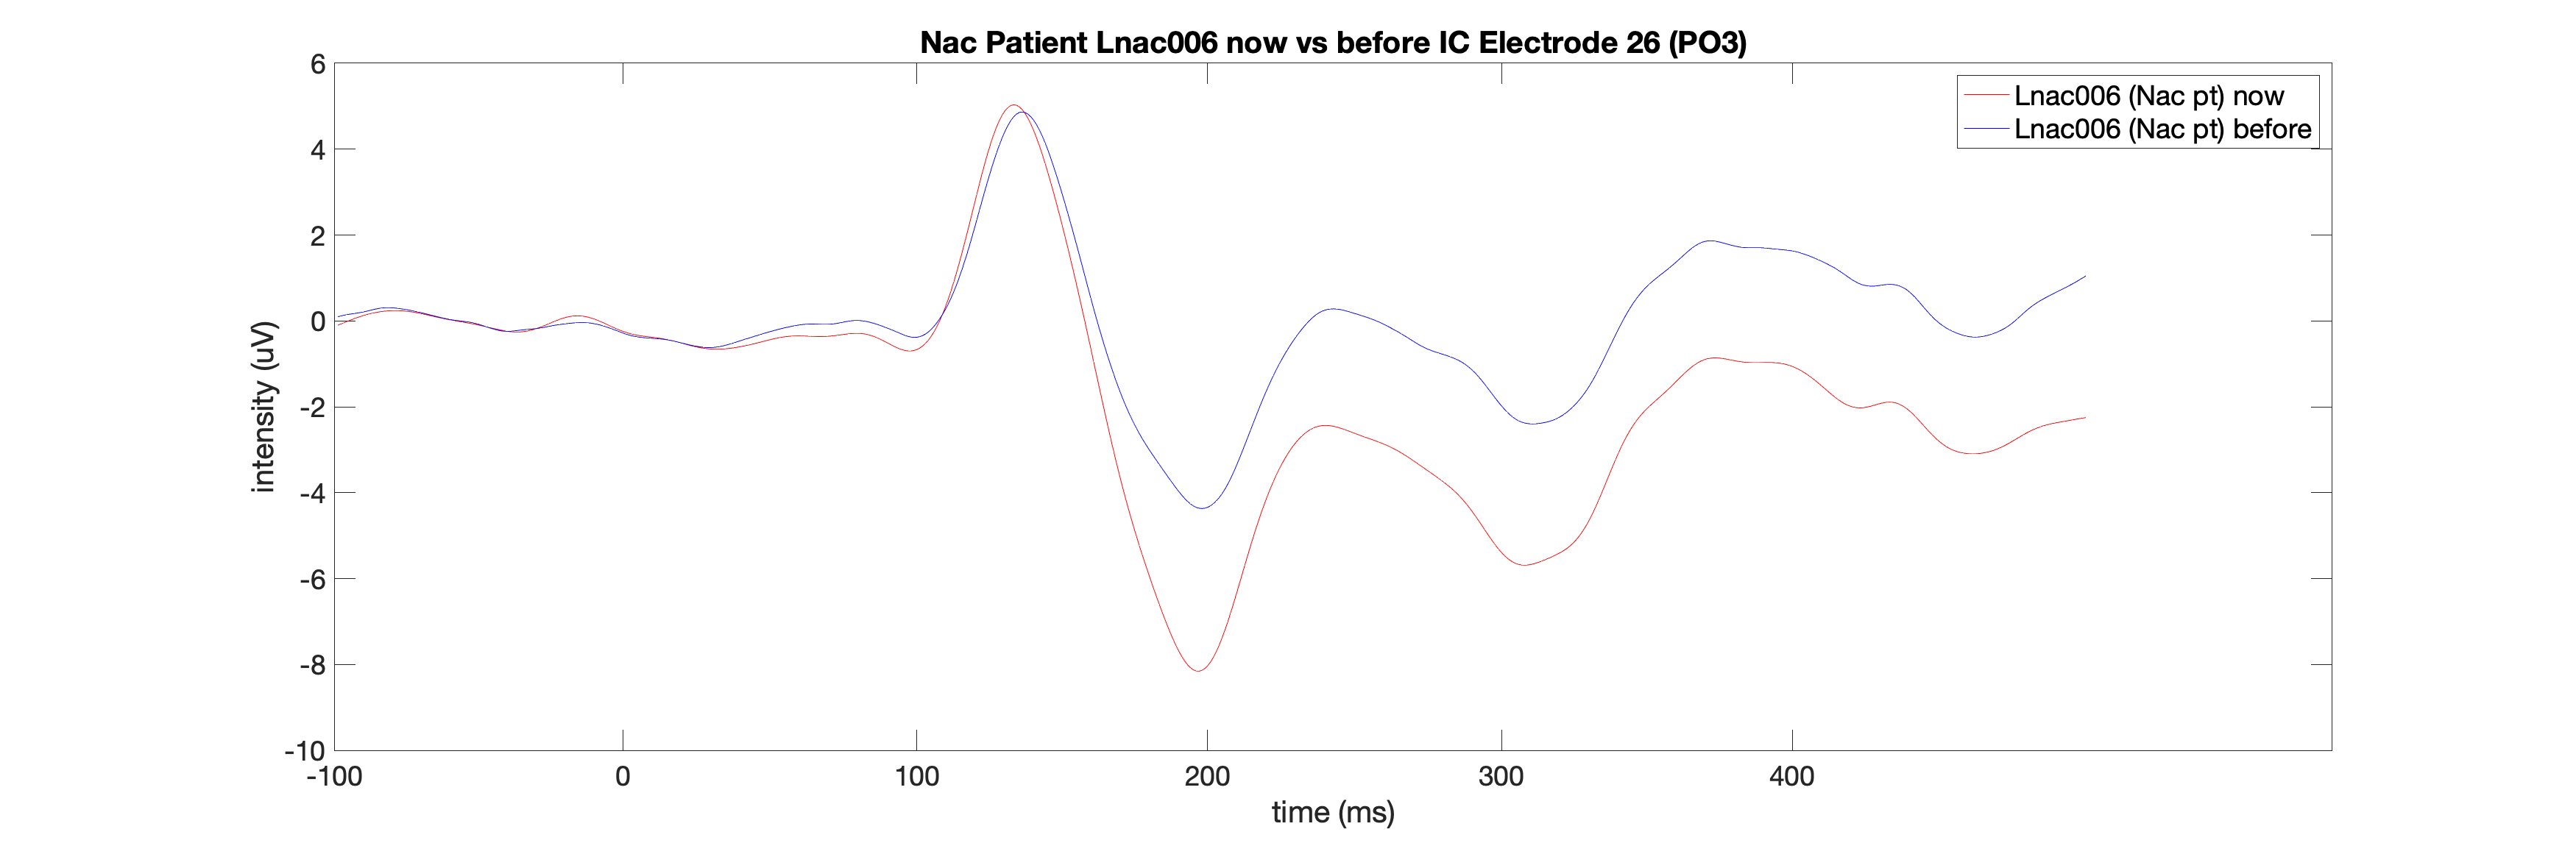 Nac Patient Lnac006 now vs before IC Electrode 26 (PO3)
Lnac006 (Nac pt) now
Lnac006 (Nac pt) before
6
4
2
0
-2
-4
-6
-8
-10
intensity (uV)
-100 0 100 200 300 400
time (ms)